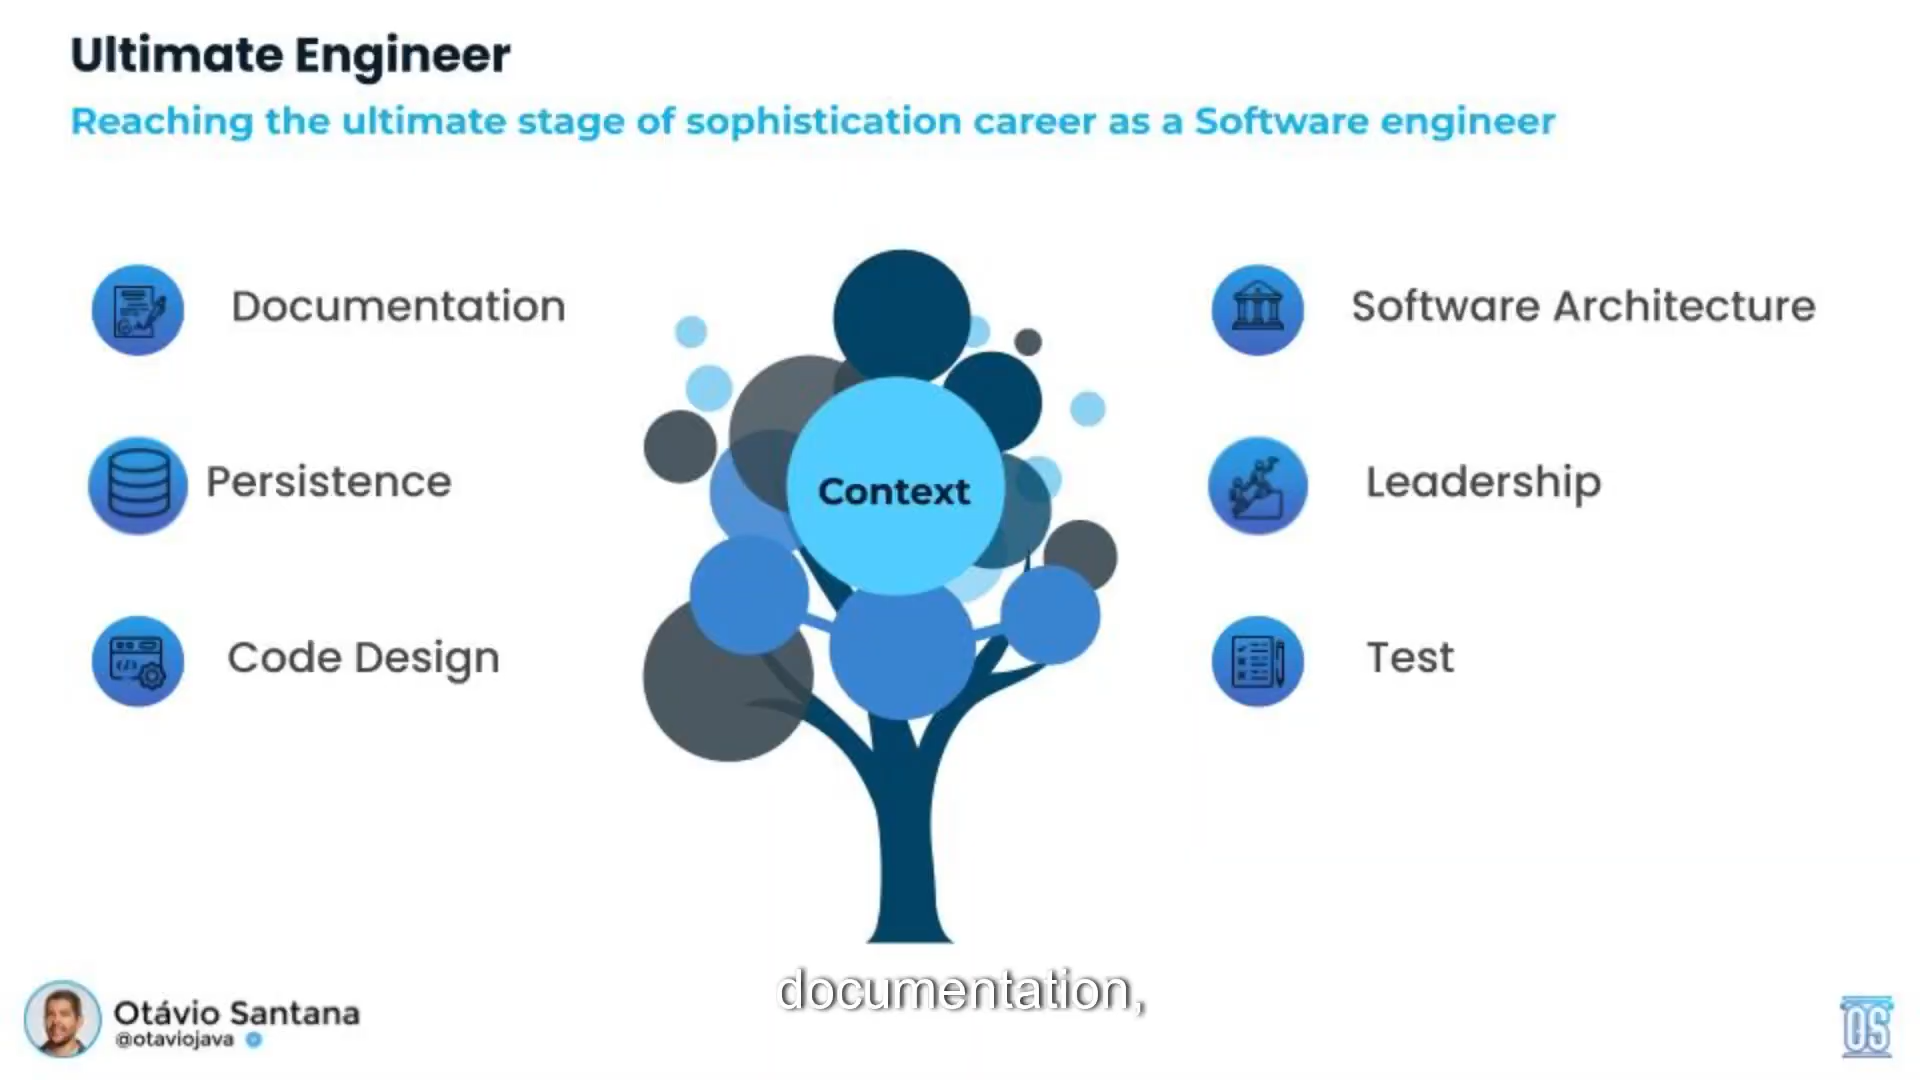 Ultimate Engineer
Reaching the ultimate stage of sophistication career as a Software engineer
Documentation
Persistence
Code Design
Context
Software Architecture
Leadership
Test
documentation,
Otávio Santana
@otaviojava
OS